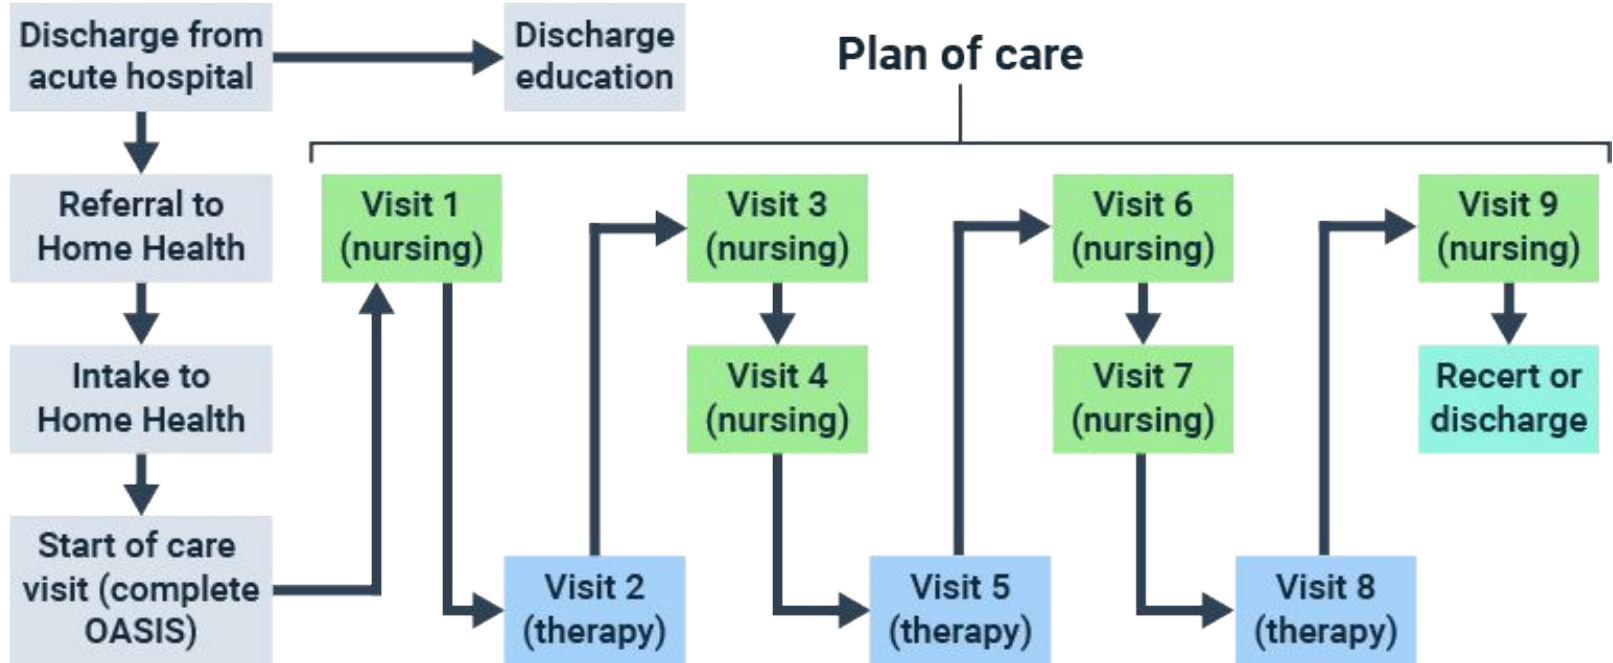 Discharge from
acute hospital
Discharge
education
Plan of care
Referral to
Home Health
Intake to
Home Health
Start of care
visit (complete
OASIS)
Visit 1
(nursing)
Visit 2
(therapy)
Visit 3
(nursing)
Visit 4
(nursing)
Visit 5
(therapy)
Visit 6
(nursing)
Visit 7
(nursing)
Visit 8
(therapy)
Visit 9
(nursing)
Recert or
discharge